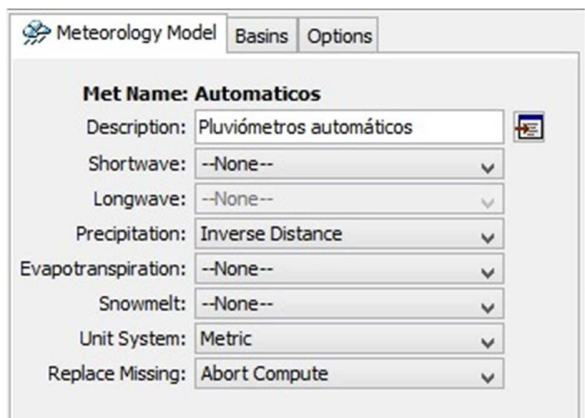 Meteorology Model Basins Options
Met Name: Automaticos
Description: Pluviómetros automáticos
Shortwave: --None--
Longwave: --None--
Precipitation: Inverse Distance
Evapotranspiration: --None--
Snowmelt: --None--
Unit System: Metric
Replace Missing: Abort Compute